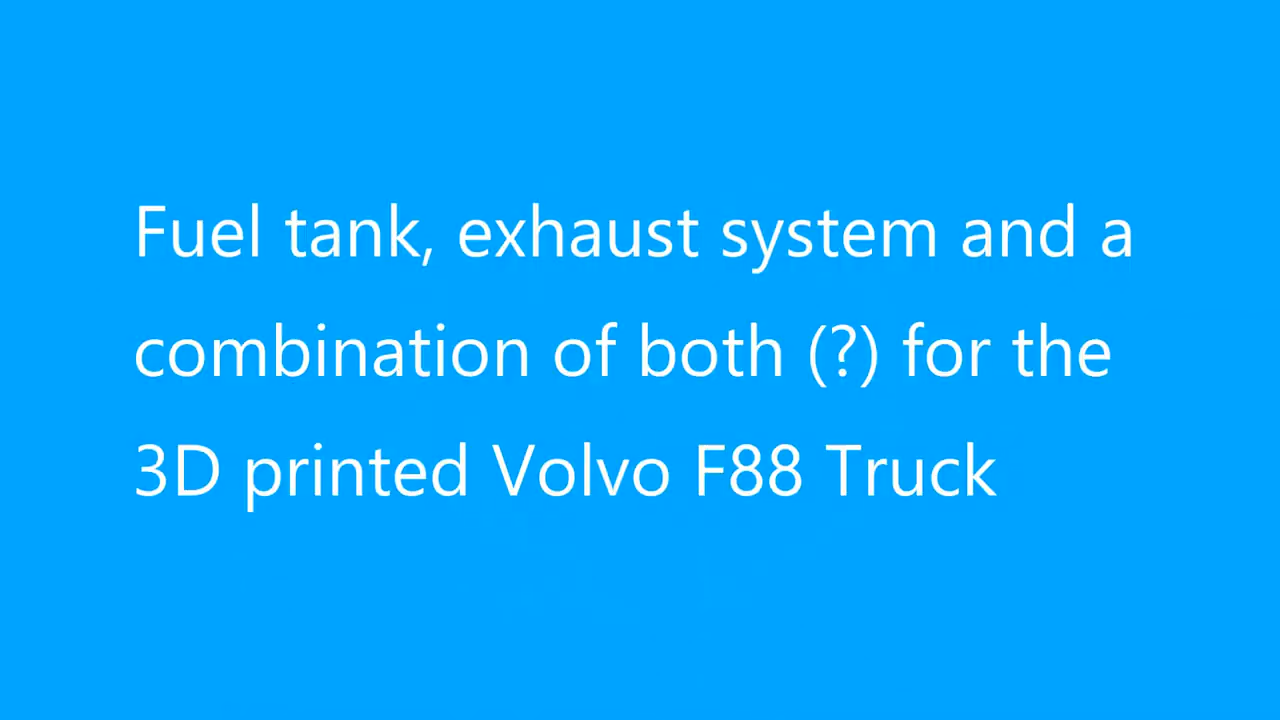 Fuel tank, exhaust system and a
combination of both (?) for the
3D printed Volvo F88 Truck